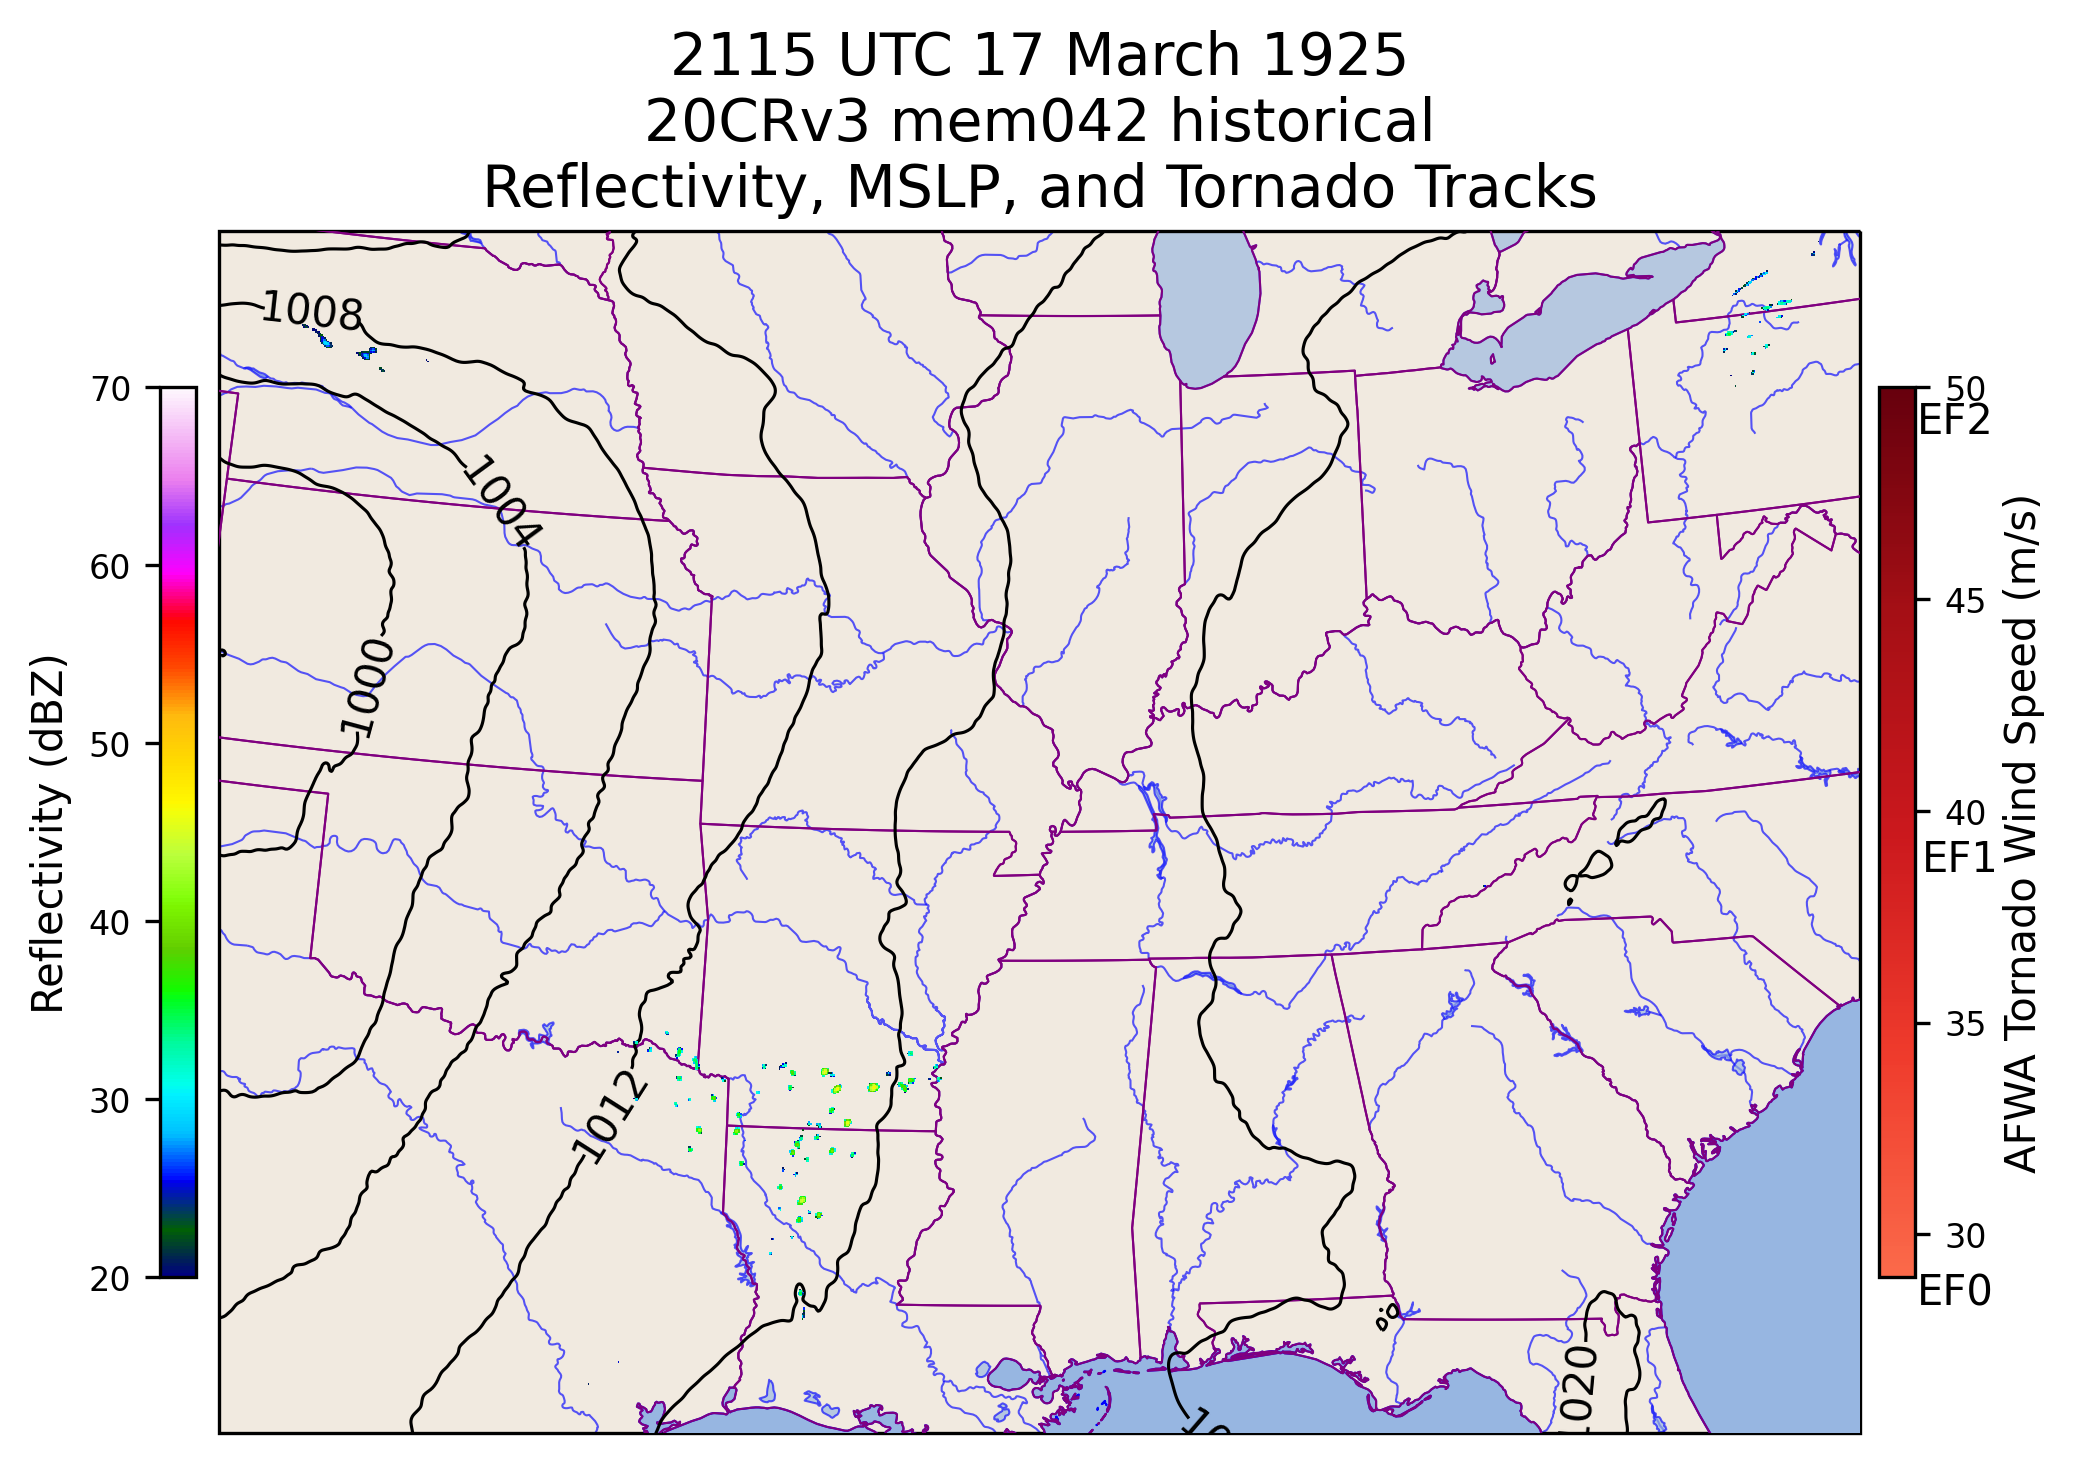 2115 UTC 17 March 1925
20CRv3 mem042 historical
Reflectivity, MSLP, and Tornado Tracks
1008
1004
1000
1012
1020
70
60
50
40
30
20
Reflectivity (dBZ)
50
EF2
45
40
EF1
35
30
EF0
AFWA Tornado Wind Speed (m/s)